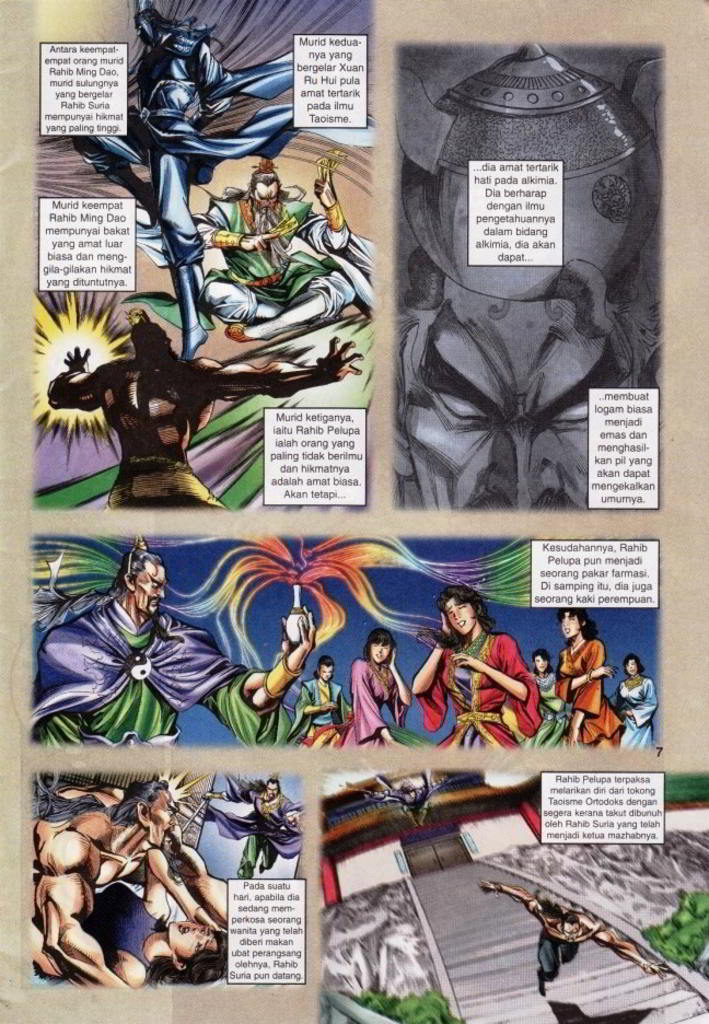 Antara keempat-
empat orang murid
Rahib Ming Dao,
murid sulungnya
yang bergelar
Rahib Suria
mempunyai hikmat
yang paling tinggi.
Murid kedua-
nya yang
bergelar Xuan
Ru Hui pula
amat tertarik
pada ilmu
Taoisme.
Murid keempat
Rahib Ming Dao
mempunyai bakat
yang amat luar
biasa dan meng-
gila-gilakan hikmat
yang dituntutnya.
Murid ketiganya,
iaitu Rahib Pelupa
ialah orang yang
paling tidak berilmu
dan hikmatnya
adalah amat biasa.
Akan tetapi...
...dia amat tertarik
hati pada alkimia.
Dia berharap
dengan ilmu
pengetahuannya
dalam bidang
alkimia, dia akan
dapat...
..membuat
logam biasa
menjadi
emas dan
menghasil-
kan pil yang
akan dapat
mengekalkan
umurnya.
Kesudahannya, Rahib
Pelupa pun menjadi
seorang pakar farmasi.
Di samping itu, dia juga
seorang kaki perempuan.
7
Pada suatu
hari, apabila dia
sedang mem-
perkosa seorang
wanita yang telah
diberi makan
ubat perangsang
olehnya, Rahib
Suria pun datang.
Rahib Pelupa terpaksa
melarikan diri dari tokong
Taoisme Ortodoks dengan
segera kerana takut dibunuh
oleh Rahib Suria yang telah
menjadi ketua mazhabnya.